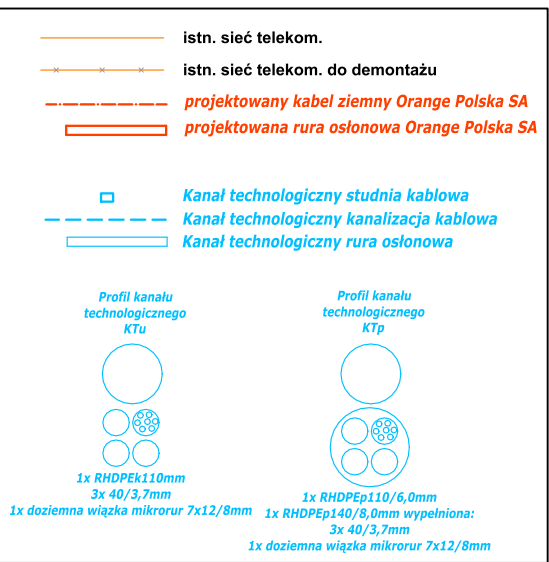 istn. sieć telekom.
istn. sieć telekom. do demontażu
projektowany kabel ziemny Orange Polska SA
projektowana rura osłonowa Orange Polska SA
Kanał technologiczny studnia kablowa
Kanał technologiczny kanalizacja kablowa
Kanał technologiczny rura osłonowa
Profil kanału
technologicznego
KTu
1x RHDPEk110mm
3x 40/3,7mm
1x doziemna wiązka mikrorur 7x12/8mm
Profil kanału
technologicznego
KTp
1x RHDPEp110/6,0mm
1x RHDPEp140/8,0mm wypełniona:
3x 40/3,7mm
1x doziemna wiązka mikrorur 7x12/8mm